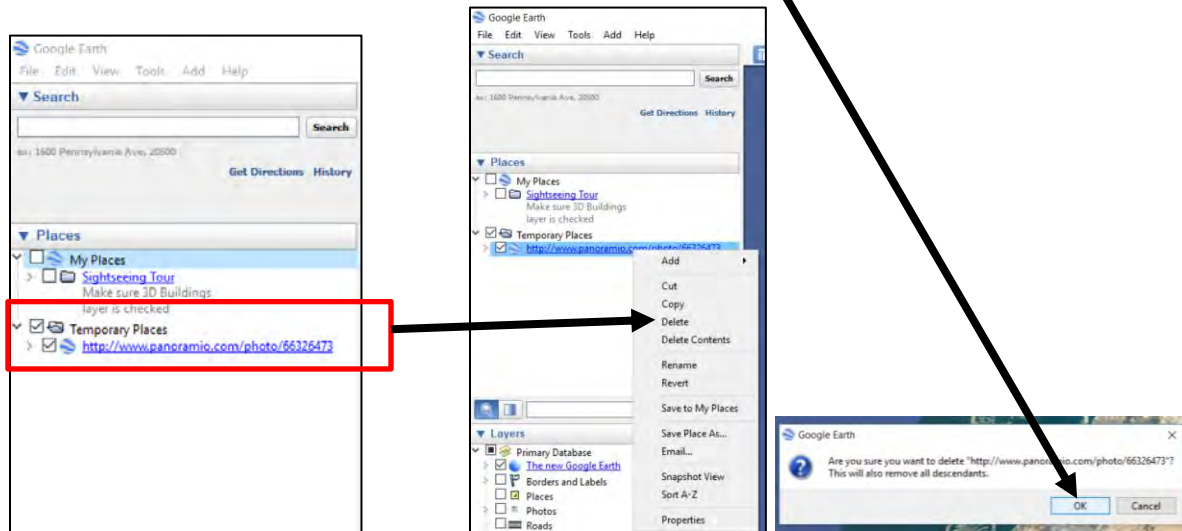 Google Earth
File Edit View Tools Add Help
Search
Search
ex: 1600 Pennsylvania Ave, 20500
Get Directions History
Places
My Places
Sightseeing Tour
Make sure 3D Buildings
layer is checked
Temporary Places
http://www.panoramio.com/photo/66326473
Google Earth
File Edit View Tools Add Help
Search
Search
ex: 1600 Pennsylvania Ave, 20500
Get Directions History
Places
My Places
Sightseeing Tour
Make sure 3D Buildings
layer is checked
Temporary Places
http://www.panoramio.com/photo/66326473
Add
Cut
Copy
Delete
Delete Contents
Rename
Revert
Save to My Places
Save Place As...
Email...
Snapshot View
Sort A-Z
Properties
Layers
Primary Database
The new Google Earth
Borders and Labels
Places
Photos
Roads
Google Earth
Are you sure you want to delete "http://www.panoramio.com/photo/66326473"?
This will also remove all descendants.
OK Cancel